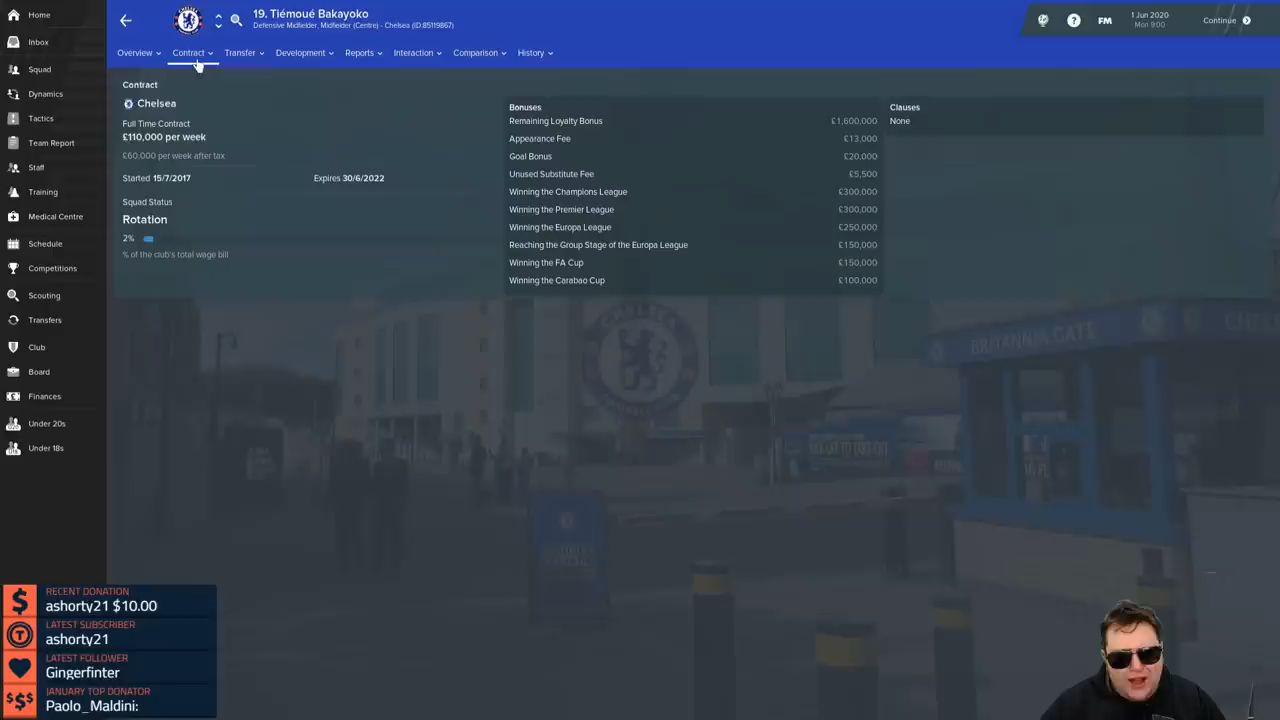 Home
Inbox
Squad
Dynamics
Tactics
Team Report
Staff
Training
Medical Centre
Schedule
Competitions
Scouting
Transfers
Club
Board
Finances
Under 20s
Under 18s
19. Tiémoué Bakayoko
Defensive Midfielder, Midfielder (Centre) - Chelsea (ID:85119867)
FM
1 Jun 2020
Mon 9:00
Continue
Overview
Contract
Transfer
Development
Reports
Interaction
Comparison
History
Contract
Chelsea
Full Time Contract
£110,000 per week
£60,000 per week after tax
Started 15/7/2017
Expires 30/6/2022
Squad Status
Rotation
2%
% of the club's total wage bill
Bonuses
Remaining Loyalty Bonus £1,600,000
Appearance Fee £13,000
Goal Bonus £20,000
Unused Substitute Fee £5,500
Winning the Champions League £300,000
Winning the Premier League £300,000
Winning the Europa League £250,000
Reaching the Group Stage of the Europa League £150,000
Winning the FA Cup £150,000
Winning the Carabao Cup £100,000
Clauses
None
CHELSEA
BRITANNIA GATE
RECENT DONATION
ashorty21 $10.00
LATEST SUBSCRIBER
ashorty21
LATEST FOLLOWER
Gingerfinter
JANUARY TOP DONATOR
Paolo_Maldini: